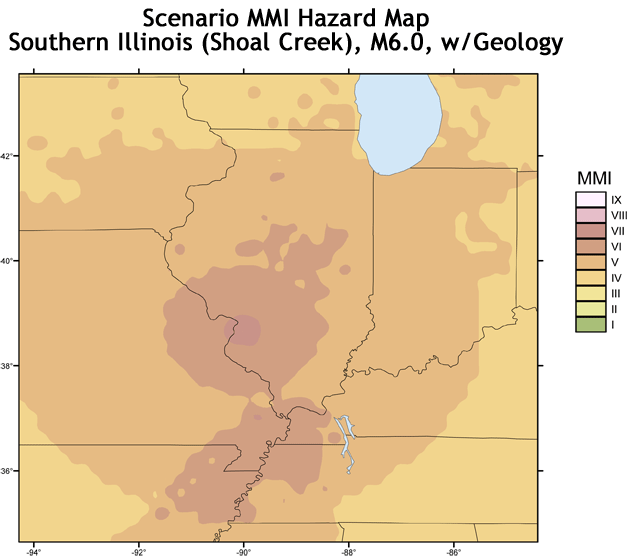 Scenario MMI Hazard Map
Southern Illinois (Shoal Creek), M6.0, w/Geology
MMI
IX
VIII
VII
VI
V
IV
III
II
I
42°
40°
38°
36°
-94°
-92°
-90°
-88°
-86°